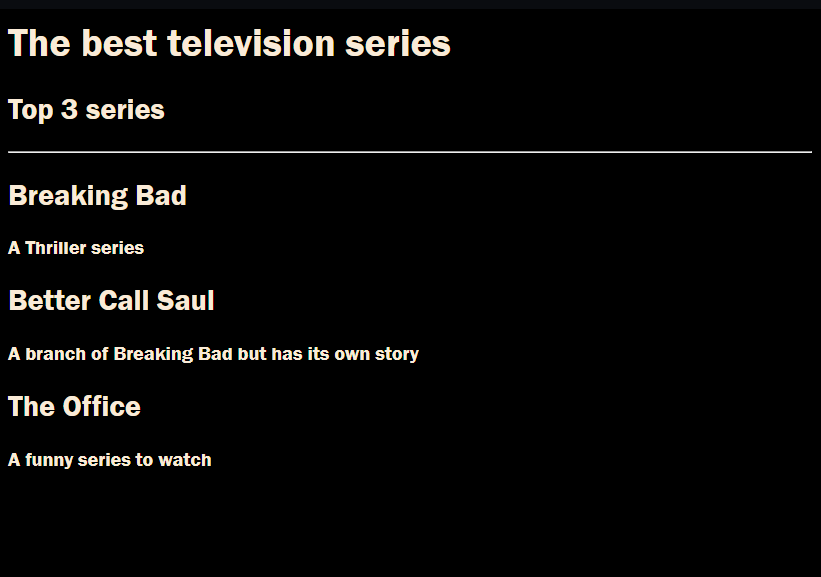 The best television series
Top 3 series
Breaking Bad
A Thriller series
Better Call Saul
A branch of Breaking Bad but has its own story
The Office
A funny series to watch